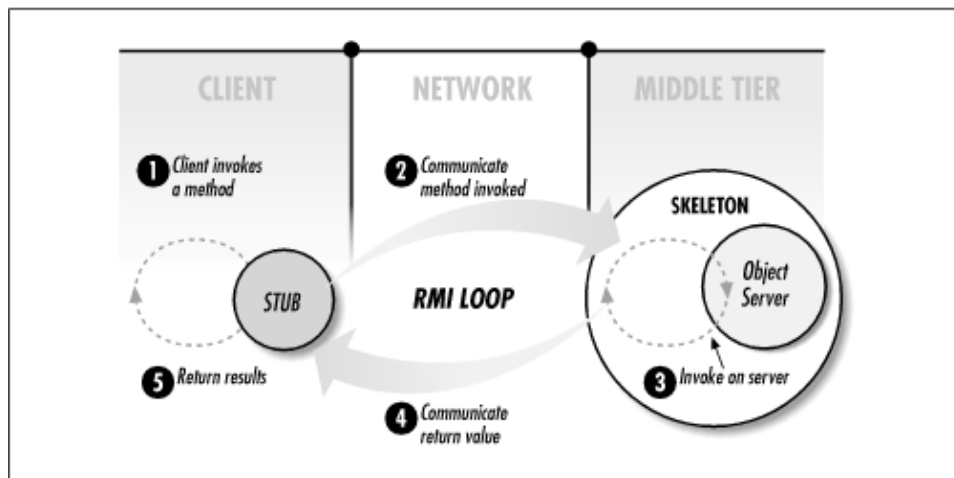 CLIENT
NETWORK
MIDDLE TIER
1 Client invokes
a method
2 Communicate
method invoked
SKELETON
Object
Server
STUB
RMI LOOP
5 Return results
3 Invoke on server
4 Communicate
return value